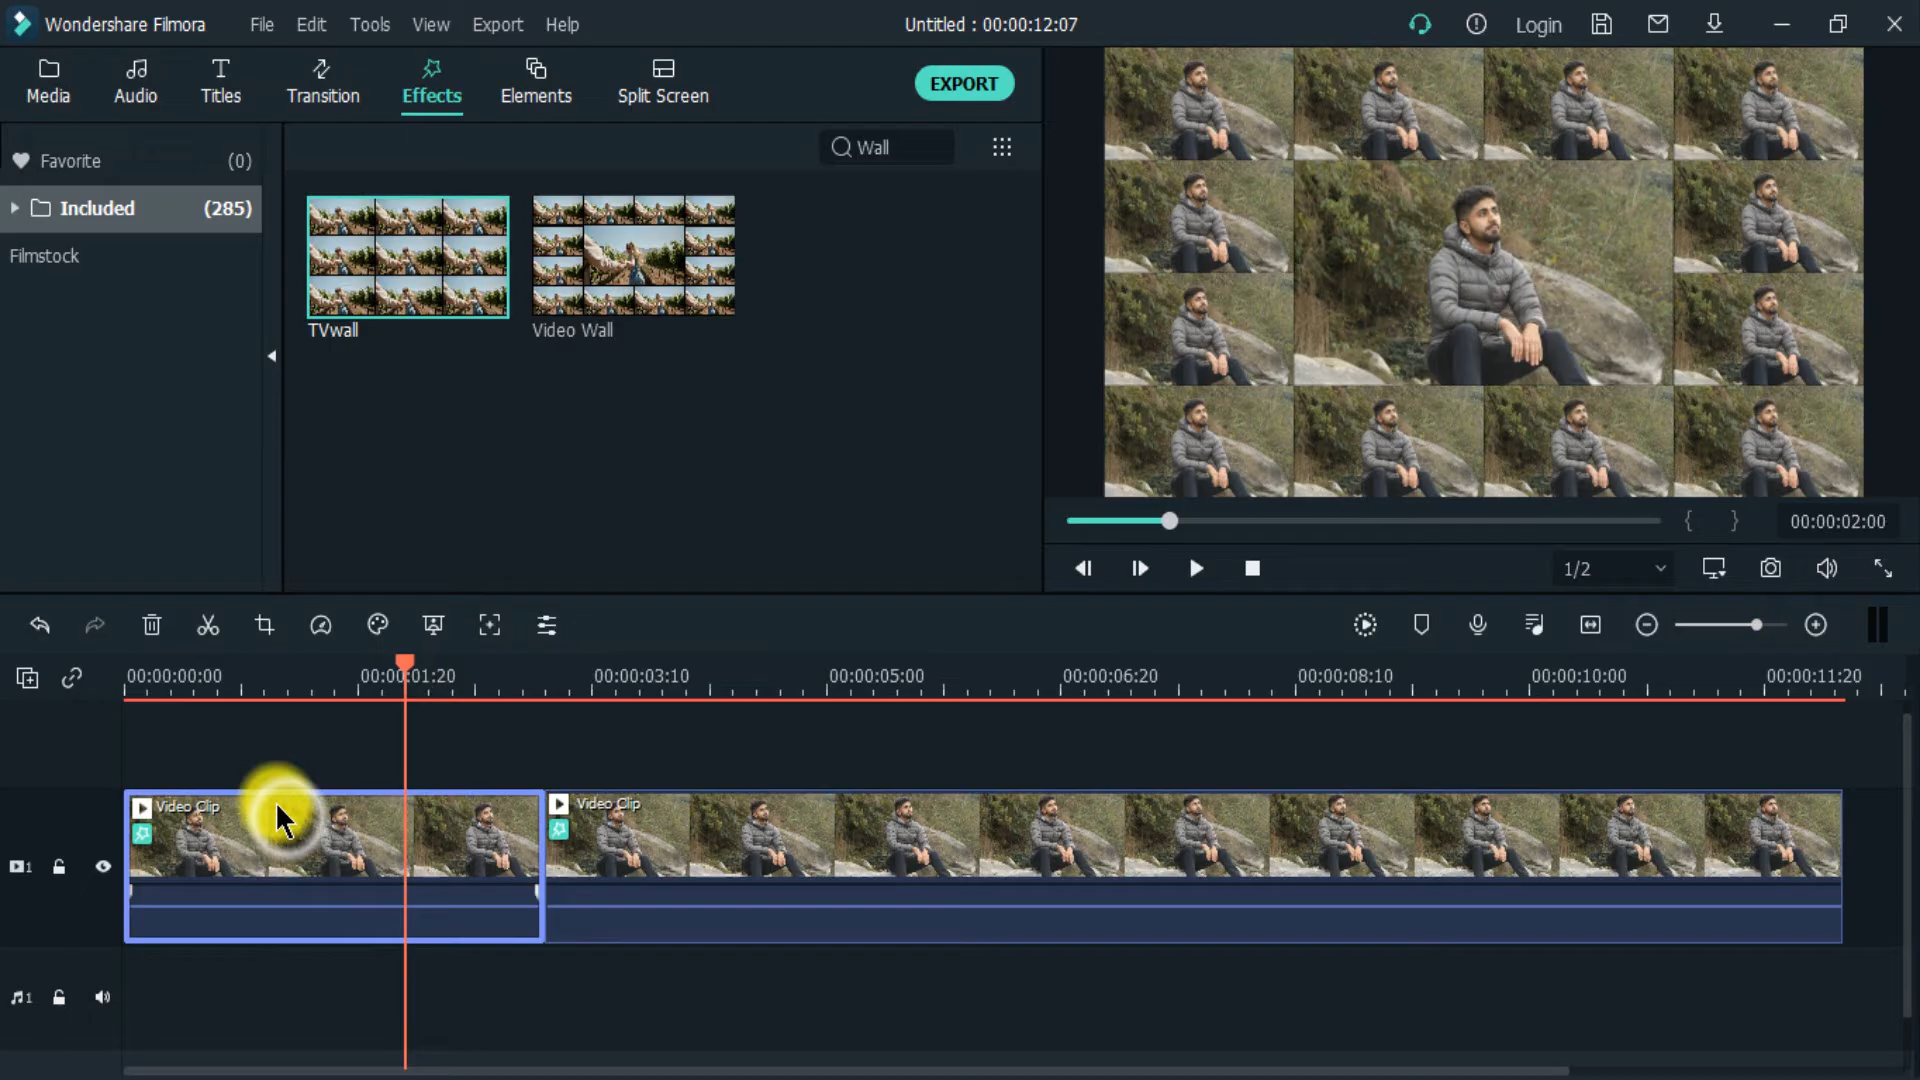 Wondershare Filmora File Edit Tools View Export Help Untitled : 00:00:12:07 Login
Media Audio Titles Transition Effects Elements Split Screen EXPORT
Favorite (0)
Wall
Included (285)
Filmstock
TVwall
Video Wall
00:00:02:00
1/2
00:00:00:00 00:00:01:20 00:00:03:10 00:00:05:00 00:00:06:20 00:00:08:10 00:00:10:00 00:00:11:20
Video Clip Video Clip
1
1